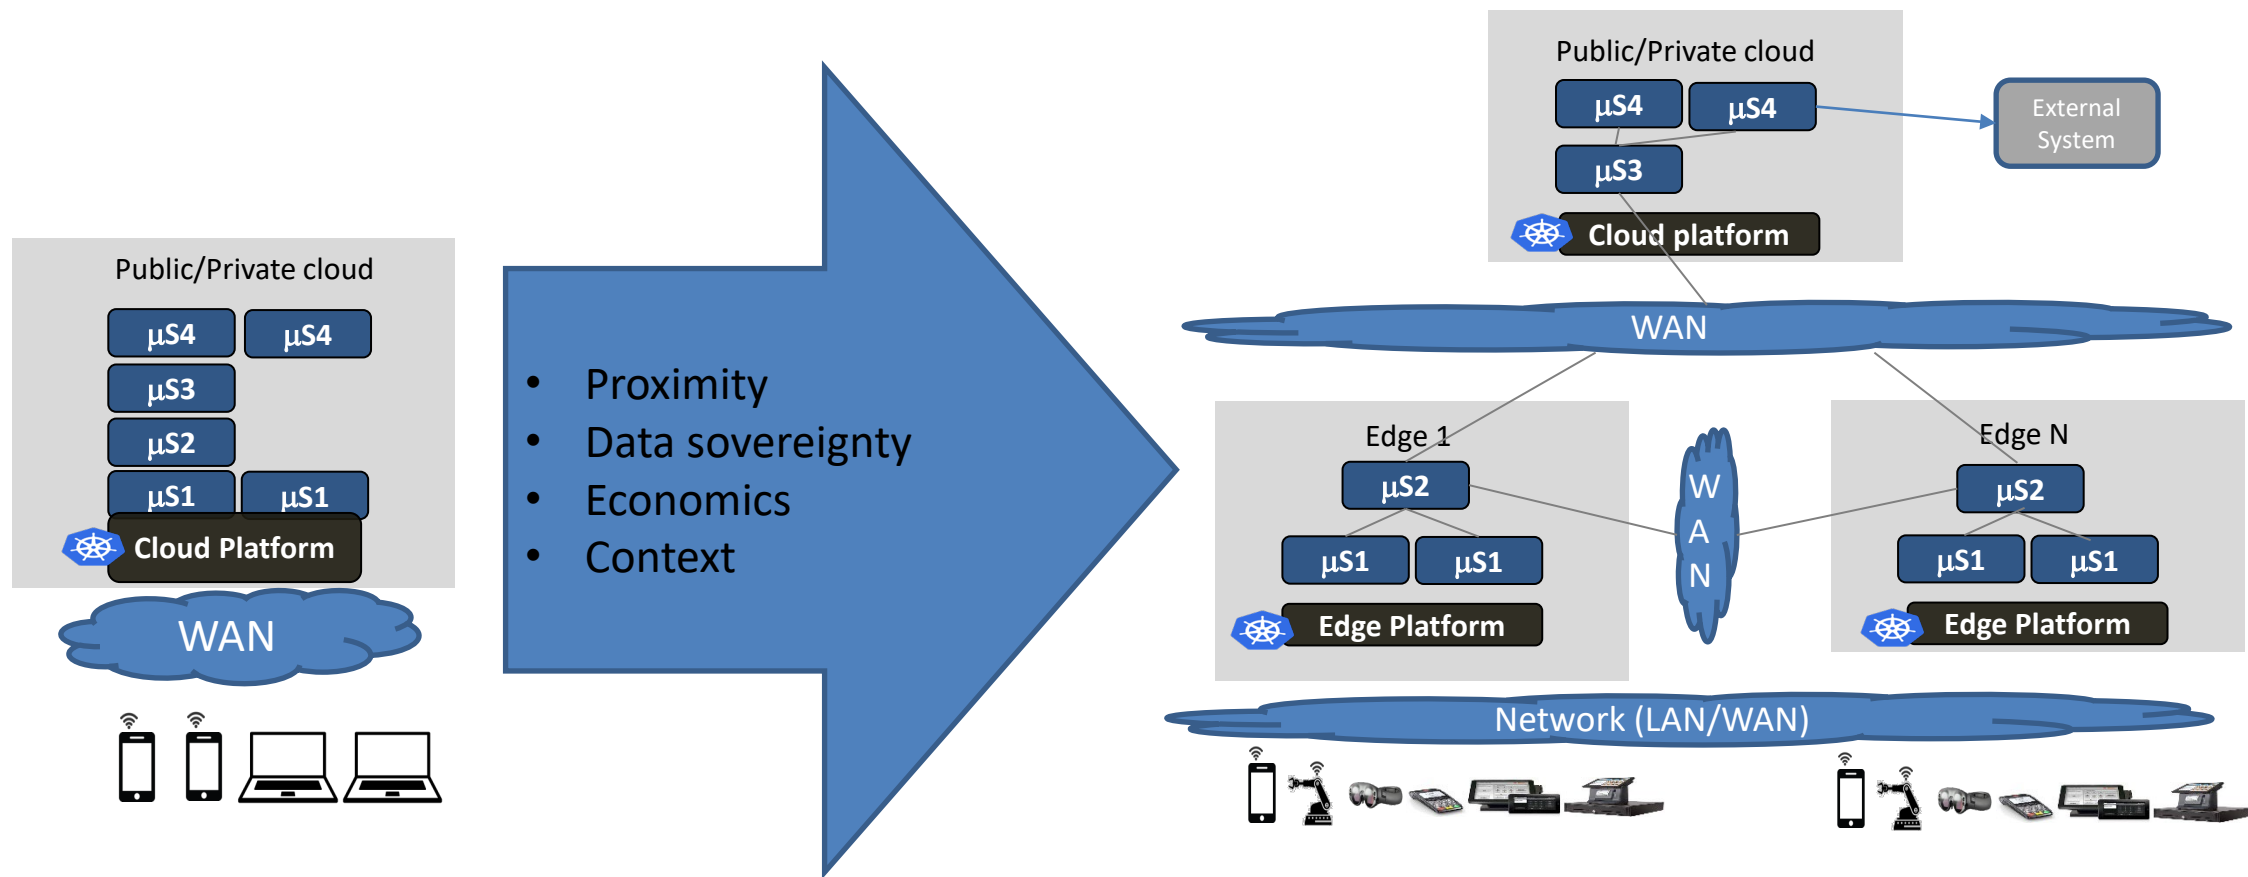 Public/Private cloud
μS4 μS4
μS3
μS2
μS1 μS1
Cloud Platform
WAN
• Proximity
• Data sovereignty
• Economics
• Context
Public/Private cloud
μS4 μS4
μS3
Cloud platform
External
System
WAN
Edge 1
μS2
μS1 μS1
Edge Platform
W
A
N
Edge N
μS2
μS1 μS1
Edge Platform
Network (LAN/WAN)